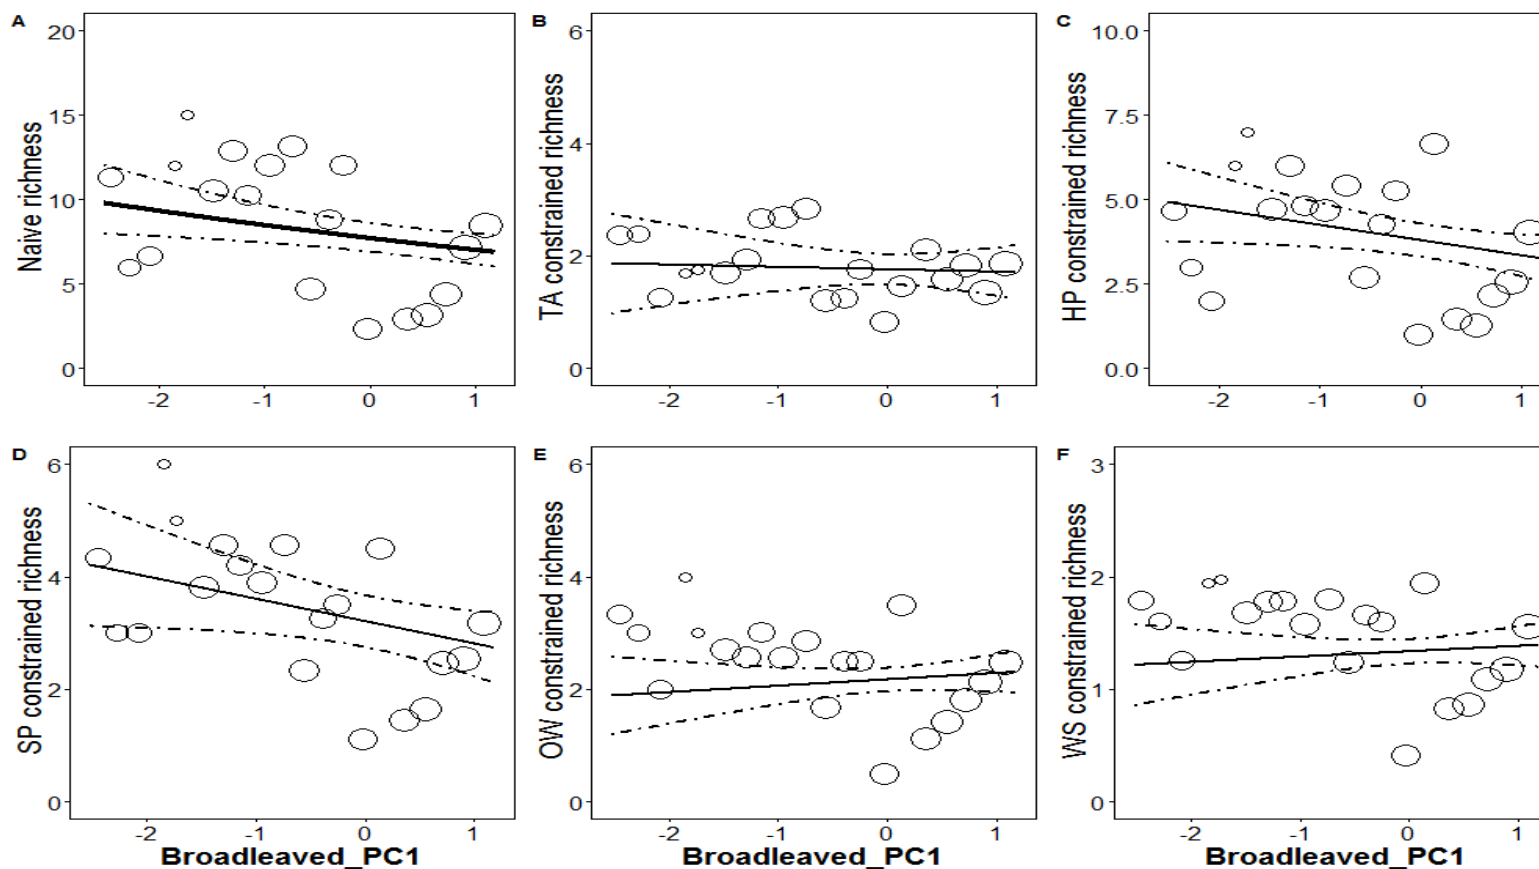 A
B
C
20
15
10
5
0
Naive richness
-2 -1 0 1
6
4
2
0
TA constrained richness
-2 -1 0 1
10.0
7.5
5.0
2.5
0.0
HP constrained richness
-2 -1 0 1
D
E
F
6
4
2
0
SP constrained richness
-2 -1 0 1
Broadleaved_PC1
6
4
2
0
OW constrained richness
-2 -1 0 1
Broadleaved_PC1
3
2
1
0
WS constrained richness
-2 -1 0 1
Broadleaved_PC1